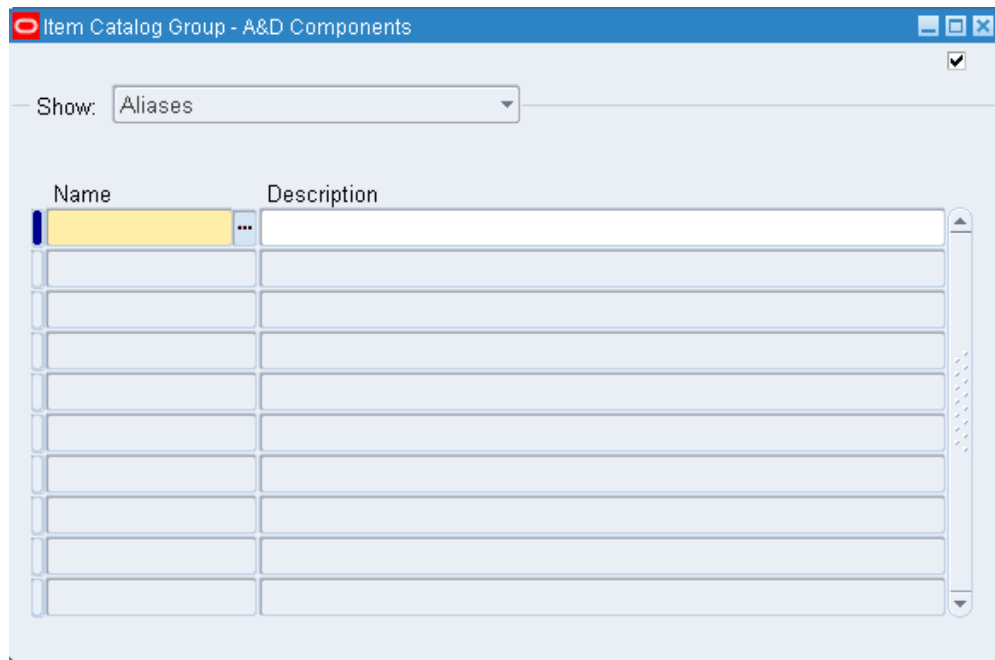 Item Catalog Group - A&D Components
Show: Aliases
Name Description